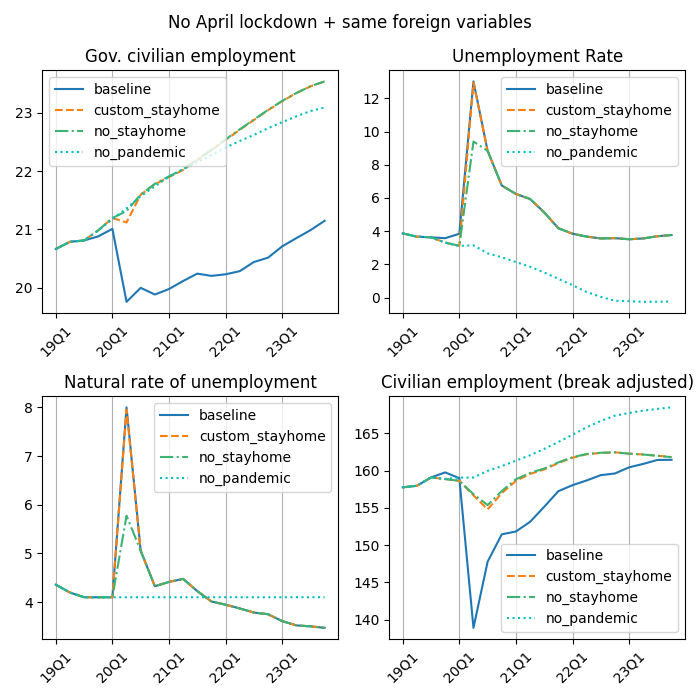 No April lockdown + same foreign variables
Gov. civilian employment
baseline
custom_stayhome
no_stayhome
no_pandemic
23
22
21
20
19Q1
20Q1
21Q1
22Q1
23Q1
Unemployment Rate
baseline
custom_stayhome
no_stayhome
no_pandemic
12
10
8
6
4
2
0
19Q1
20Q1
21Q1
22Q1
23Q1
Natural rate of unemployment
baseline
custom_stayhome
no_stayhome
no_pandemic
8
7
6
5
4
19Q1
20Q1
21Q1
22Q1
23Q1
Civilian employment (break adjusted)
165
160
155
150
145
140
baseline
custom_stayhome
no_stayhome
no_pandemic
19Q1
20Q1
21Q1
22Q1
23Q1